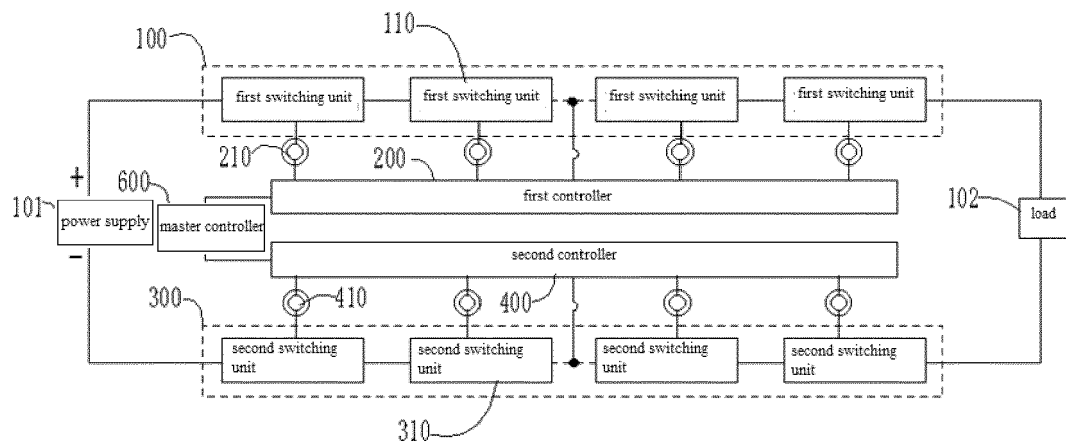 100
110
first switching unit
first switching unit
first switching unit
first switching unit
210
200
first controller
+
600
101
power supply
master controller
102
load
−
second controller
300
410
400
second switching
unit
second switching
unit
second switching
unit
second switching
unit
310